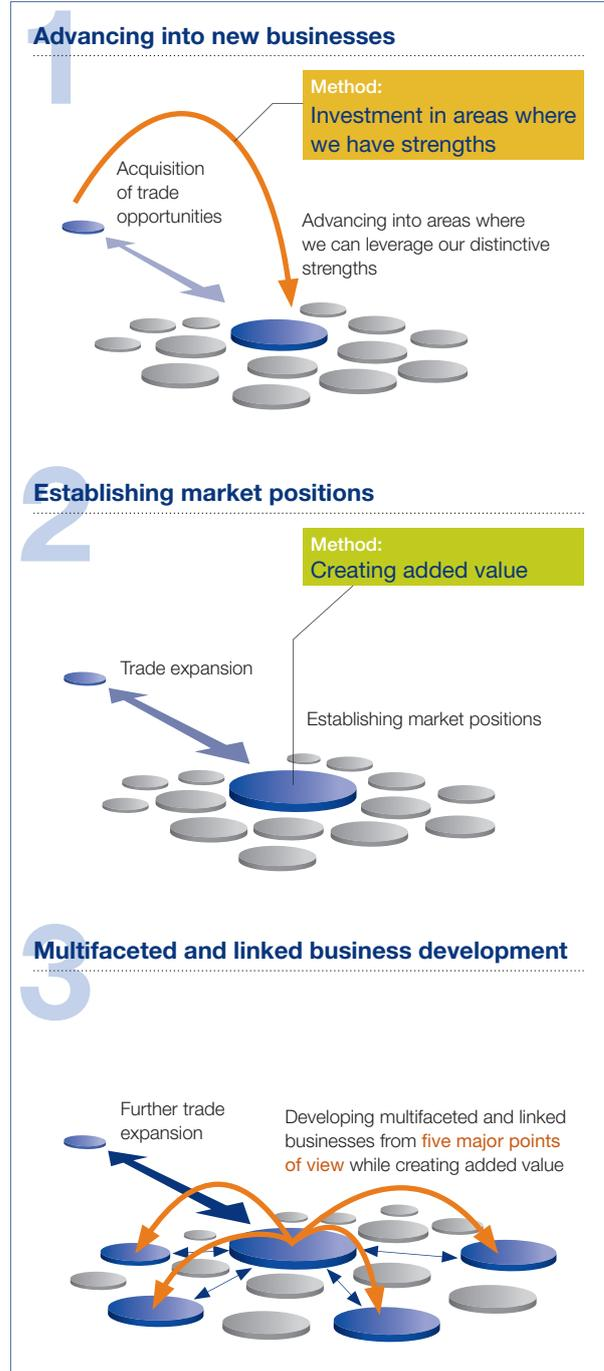 1
Advancing into new businesses
Method:
Investment in areas where
we have strengths
Acquisition
of trade
opportunities
Advancing into areas where
we can leverage our distinctive
strengths
2
Establishing market positions
Method:
Creating added value
Trade expansion
Establishing market positions
3
Multifaceted and linked business development
Further trade
expansion
Developing multifaceted and linked
businesses from five major points
of view while creating added value